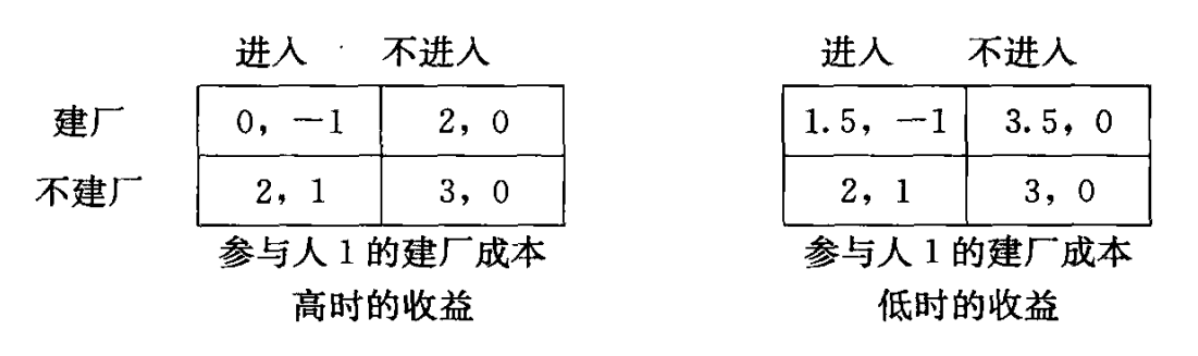 进入 不进入 进入 不进入
建厂 0, -1 2, 0 1.5, -1 3.5, 0
不建厂 2, 1 3, 0 2, 1 3, 0
参与人1的建厂成本 参与人1的建厂成本
高时的收益 低时的收益